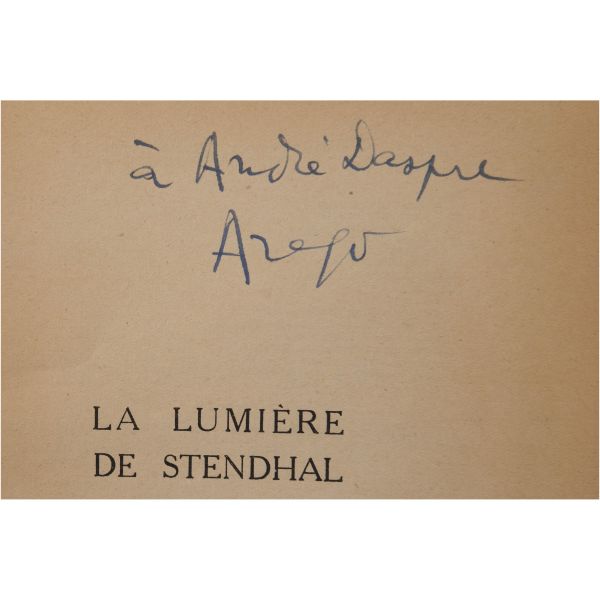 à André Daspre
Aragon
LA LUMIÈRE
DE STENDHAL